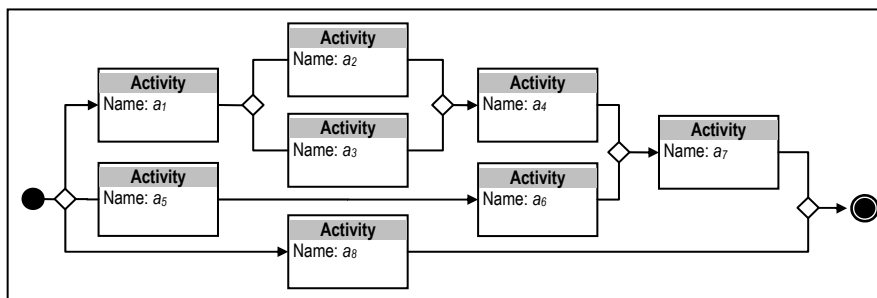 Activity
Name: a2
Activity
Name: a1
Activity
Name: a4
Activity
Name: a3
Activity
Name: a7
Activity
Name: a5
Activity
Name: a6
Activity
Name: a8